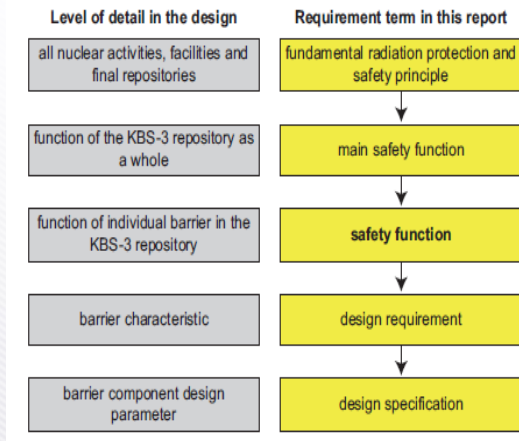 Level of detail in the design
Requirement term in this report
all nuclear activities, facilities and
final repositories
fundamental radiation protection and
safety principle
function of the KBS-3 repository as
a whole
main safety function
function of individual barrier in the
KBS-3 repository
safety function
barrier characteristic
design requirement
barrier component design
parameter
design specification